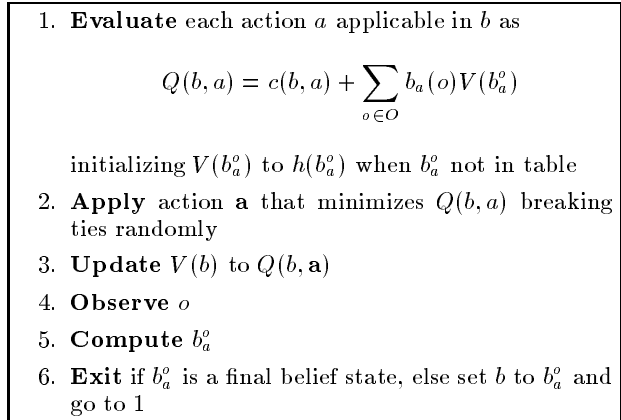 1. Evaluate each action a applicable in b as
Q(b, a) = c(b, a) + ∑_{o∈O} b_a(o)V(b_a^o)
initializing V(b_a^o) to h(b_a^o) when b_a^o not in table
2. Apply action a that minimizes Q(b, a) breaking
ties randomly
3. Update V(b) to Q(b, a)
4. Observe o
5. Compute b_a^o
6. Exit if b_a^o is a final belief state, else set b to b_a^o and
go to 1